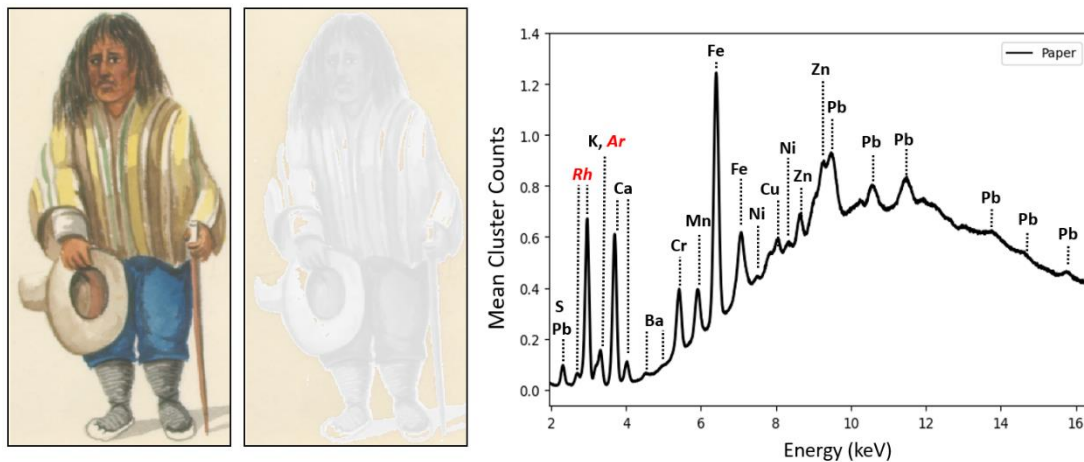 1.4
1.2
1.0
0.8
0.6
0.4
0.2
0.0
Mean Cluster Counts
Paper
S
Pb
Rh
K, Ar
Ca
Ba
Cr
Mn
Fe
Fe
Ni
Cu
Ni
Zn
Zn
Pb
Pb
Pb
Pb
Pb
Pb
2 4 6 8 10 12 14 16
Energy (keV)